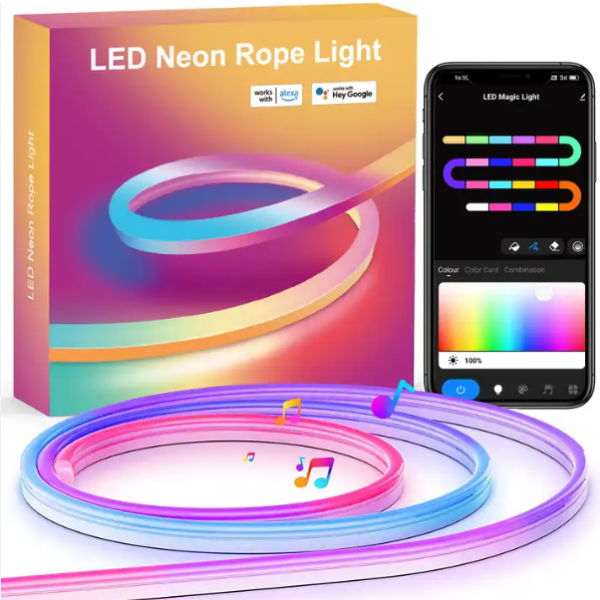 LED Neon Rope Light
works with alexa
works with Hey Google
LED Neon Rope Light
LED Magic Light
Colour Color Card Combination
100%